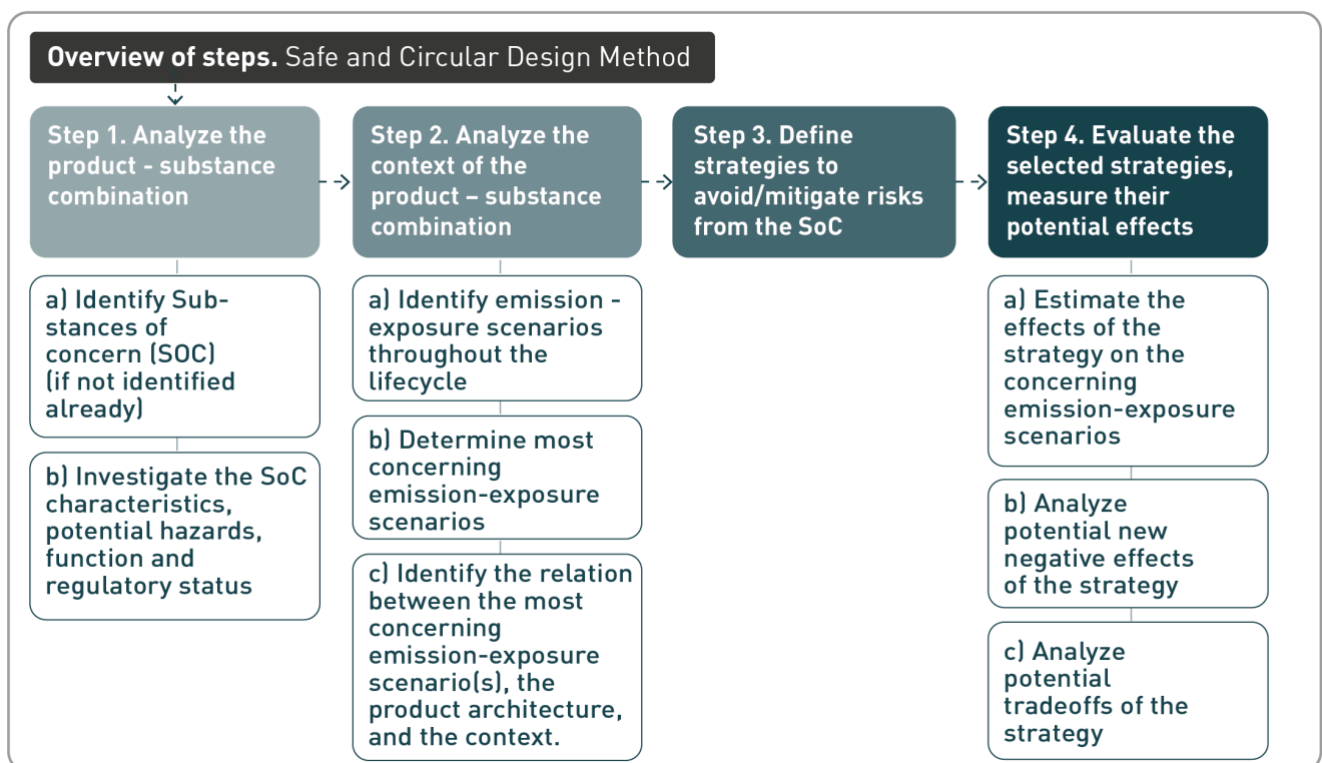 Overview of steps. Safe and Circular Design Method
Step 1. Analyze the
product - substance
combination
a) Identify Sub-
stances of
concern (SOC)
(if not identified
already)
b) Investigate the SoC
characteristics,
potential hazards,
function and
regulatory status
Step 2. Analyze the
context of the
product – substance
combination
a) Identify emission -
exposure scenarios
throughout the
lifecycle
b) Determine most
concerning
emission-exposure
scenarios
c) Identify the relation
between the most
concerning
emission-exposure
scenario(s), the
product architecture,
and the context.
Step 3. Define
strategies to
avoid/mitigate risks
from the SoC
Step 4. Evaluate the
selected strategies,
measure their
potential effects
a) Estimate the
effects of the
strategy on the
concerning
emission-exposure
scenarios
b) Analyze
potential new
negative effects
of the strategy
c) Analyze
potential
tradeoffs of the
strategy